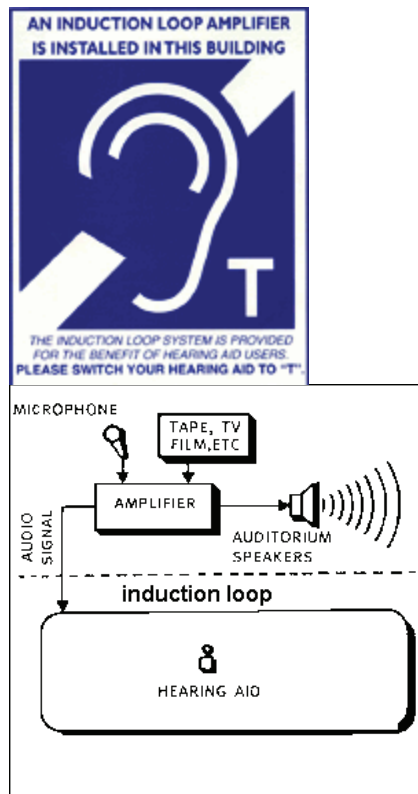 AN INDUCTION LOOP AMPLIFIER
IS INSTALLED IN THIS BUILDING
T
THE INDUCTION LOOP SYSTEM IS PROVIDED
FOR THE BENEFIT OF HEARING AID USERS.
PLEASE SWITCH YOUR HEARING AID TO "T".
MICROPHONE
TAPE, TV
FILM,ETC
AMPLIFIER
AUDIO
SIGNAL
AUDITORIUM
SPEAKERS
induction loop
HEARING AIO